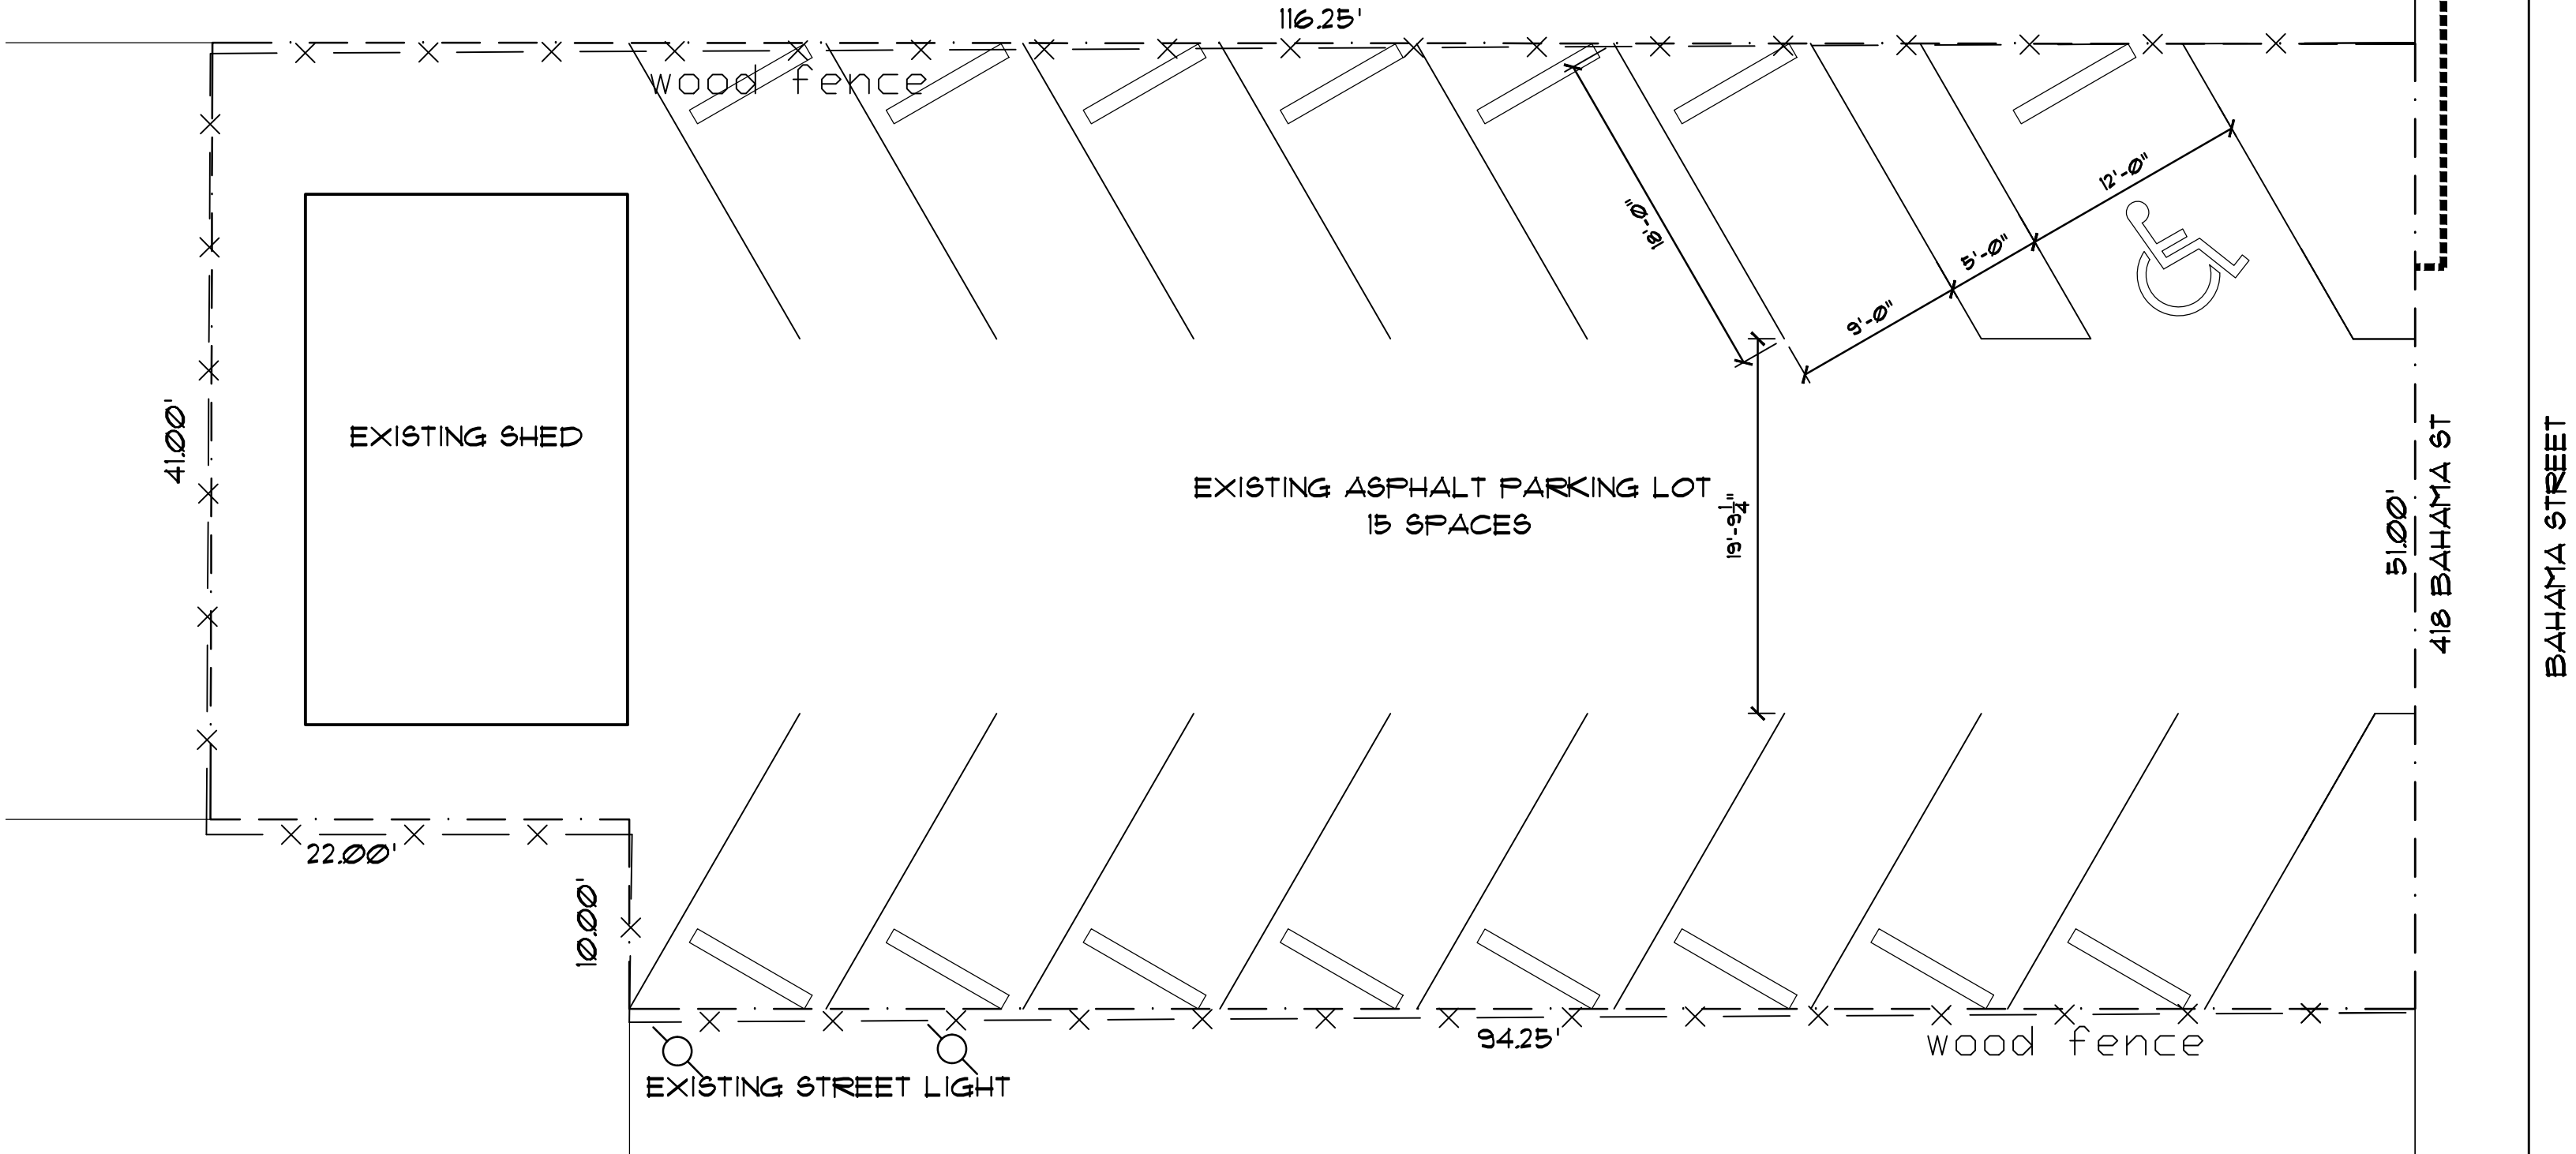 116.25'
wood fence
18'-0"
12'-0"
5'-0"
9'-0"
41.00'
EXISTING SHED
EXISTING ASPHALT PARKING LOT
15 SPACES
19'-9 1/4"
51.00'
418 BAHAMA ST
BAHAMA STREET
22.00'
10.00'
94.25'
wood fence
EXISTING STREET LIGHT